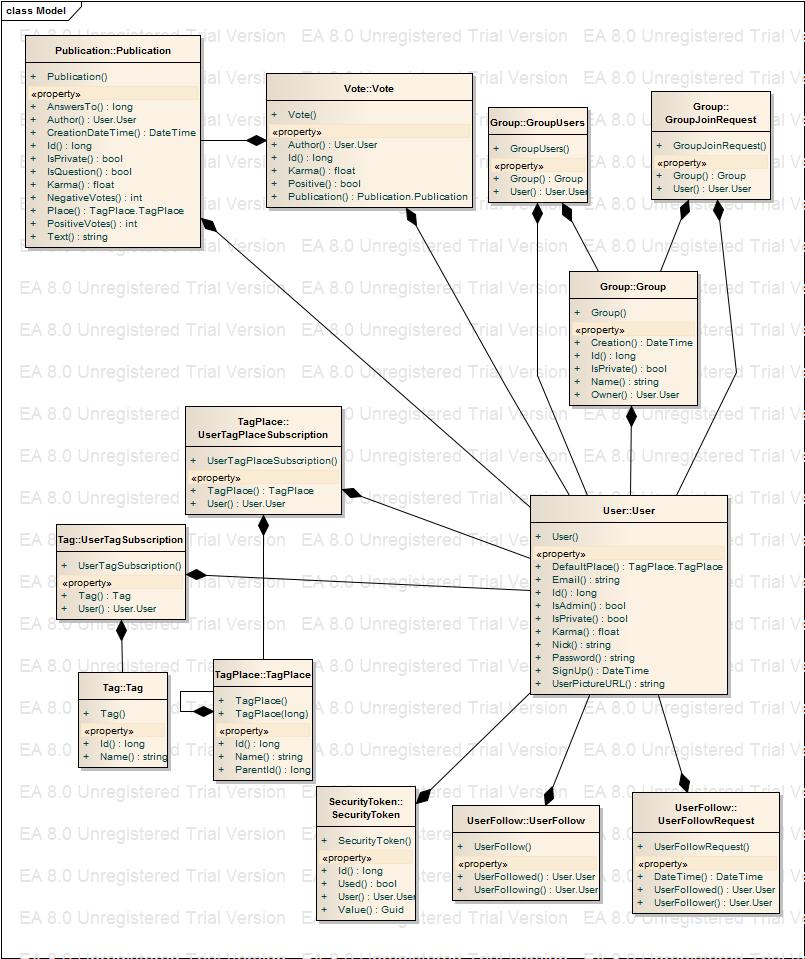 class Model
EA 8.0 Unregistered Trial Version
Publication::Publication
+ Publication()
«property»
+ AnswersTo() : long
+ Author() : User.User
+ CreationDateTime() : DateTime
+ Id() : long
+ IsPrivate() : bool
+ IsQuestion() : bool
+ Karma() : float
+ NegativeVotes() : int
+ Place() : TagPlace.TagPlace
+ PositiveVotes() : int
+ Text() : string
Vote::Vote
+ Vote()
«property»
+ Author() : User.User
+ Id() : long
+ Karma() : float
+ Positive() : bool
+ Publication() : Publication.Publication
Group::GroupUsers
+ GroupUsers()
«property»
+ Group() : Group
+ User() : User.User
Group::
GroupJoinRequest
+ GroupJoinRequest()
«property»
+ Group() : Group
+ User() : User.User
Group::Group
+ Group()
«property»
+ Creation() : DateTime
+ Id() : long
+ IsPrivate() : bool
+ Name() : string
+ Owner() : User.User
TagPlace::
UserTagPlaceSubscription
+ UserTagPlaceSubscription()
«property»
+ TagPlace() : TagPlace
+ User() : User.User
Tag::UserTagSubscription
+ UserTagSubscription()
«property»
+ Tag() : Tag
+ User() : User.User
User::User
+ User()
«property»
+ DefaultPlace() : TagPlace.TagPlace
+ Email() : string
+ Id() : long
+ IsAdmin() : bool
+ IsPrivate() : bool
+ Karma() : float
+ Nick() : string
+ Password() : string
+ SignUp() : DateTime
+ UserPictureURL() : string
Tag::Tag
+ Tag()
«property»
+ Id() : long
+ Name() : string
TagPlace::TagPlace
+ TagPlace()
+ TagPlace(long)
«property»
+ Id() : long
+ Name() : string
+ ParentId() : long
SecurityToken::
SecurityToken
+ SecurityToken()
«property»
+ Id() : long
+ Used() : bool
+ User() : User.User
+ Value() : Guid
UserFollow::UserFollow
+ UserFollow()
«property»
+ UserFollowed() : User.User
+ UserFollowing() : User.User
UserFollow::
UserFollowRequest
+ UserFollowRequest()
«property»
+ DateTime() : DateTime
+ UserFollowed() : User.User
+ UserFollower() : User.User